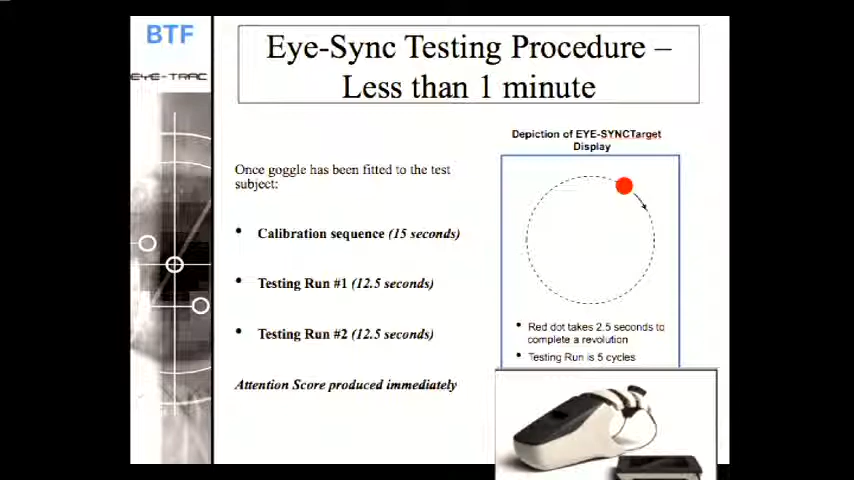 BTF
EYE-TRAC
Eye-Sync Testing Procedure –
Less than 1 minute
Once goggle has been fitted to the test
subject:
• Calibration sequence (15 seconds)
• Testing Run #1 (12.5 seconds)
• Testing Run #2 (12.5 seconds)
Attention Score produced immediately
Depiction of EYE-SYNCTarget
Display
• Red dot takes 2.5 seconds to
complete a revolution
• Testing Run is 5 cycles